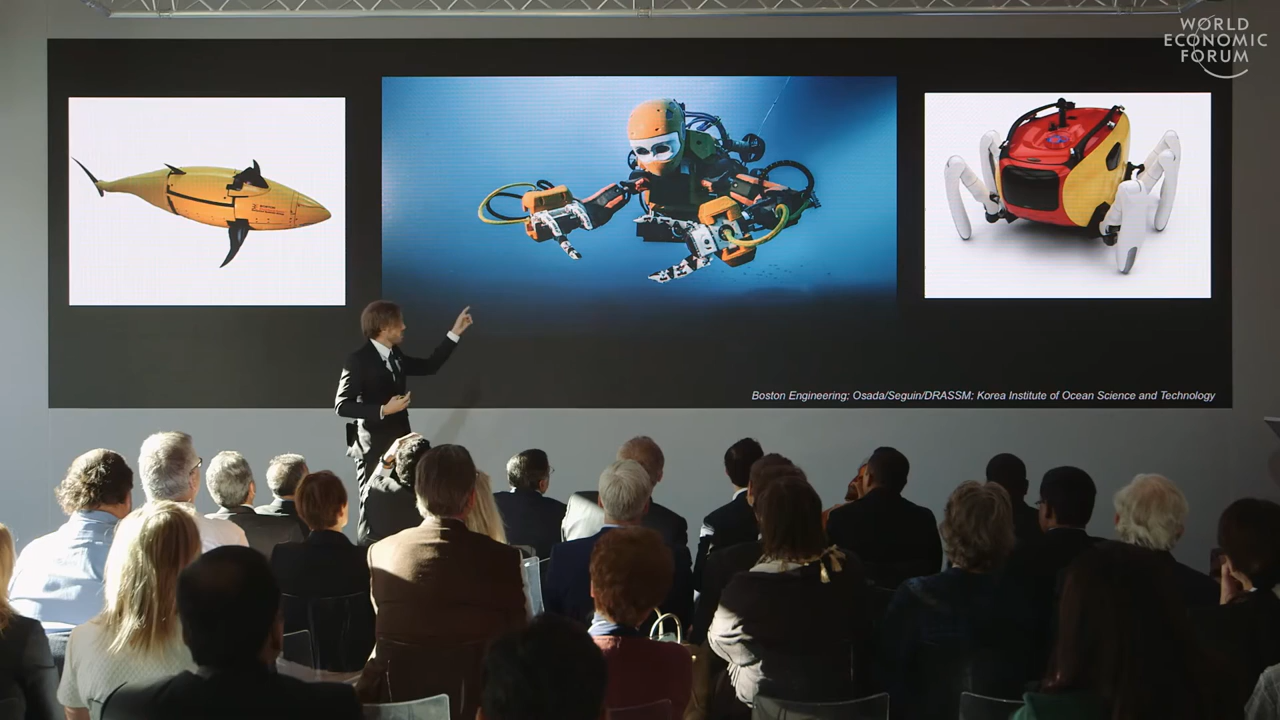 WORLD
ECONOMIC
FORUM
Boston Engineering; Osada/Seguin/DRASSM; Korea Institute of Ocean Science and Technology